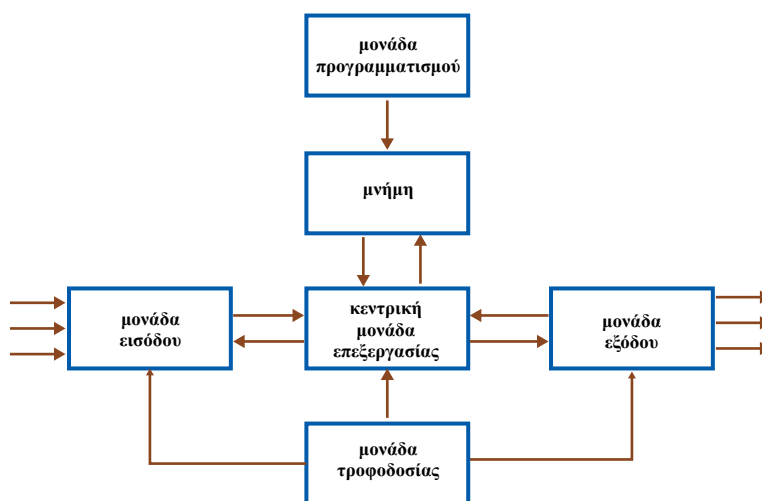 μονάδα
προγραμματισμού
μνήμη
μονάδα
εισόδου
κεντρική
μονάδα
επεξεργασίας
μονάδα
εξόδου
μονάδα
τροφοδοσίας